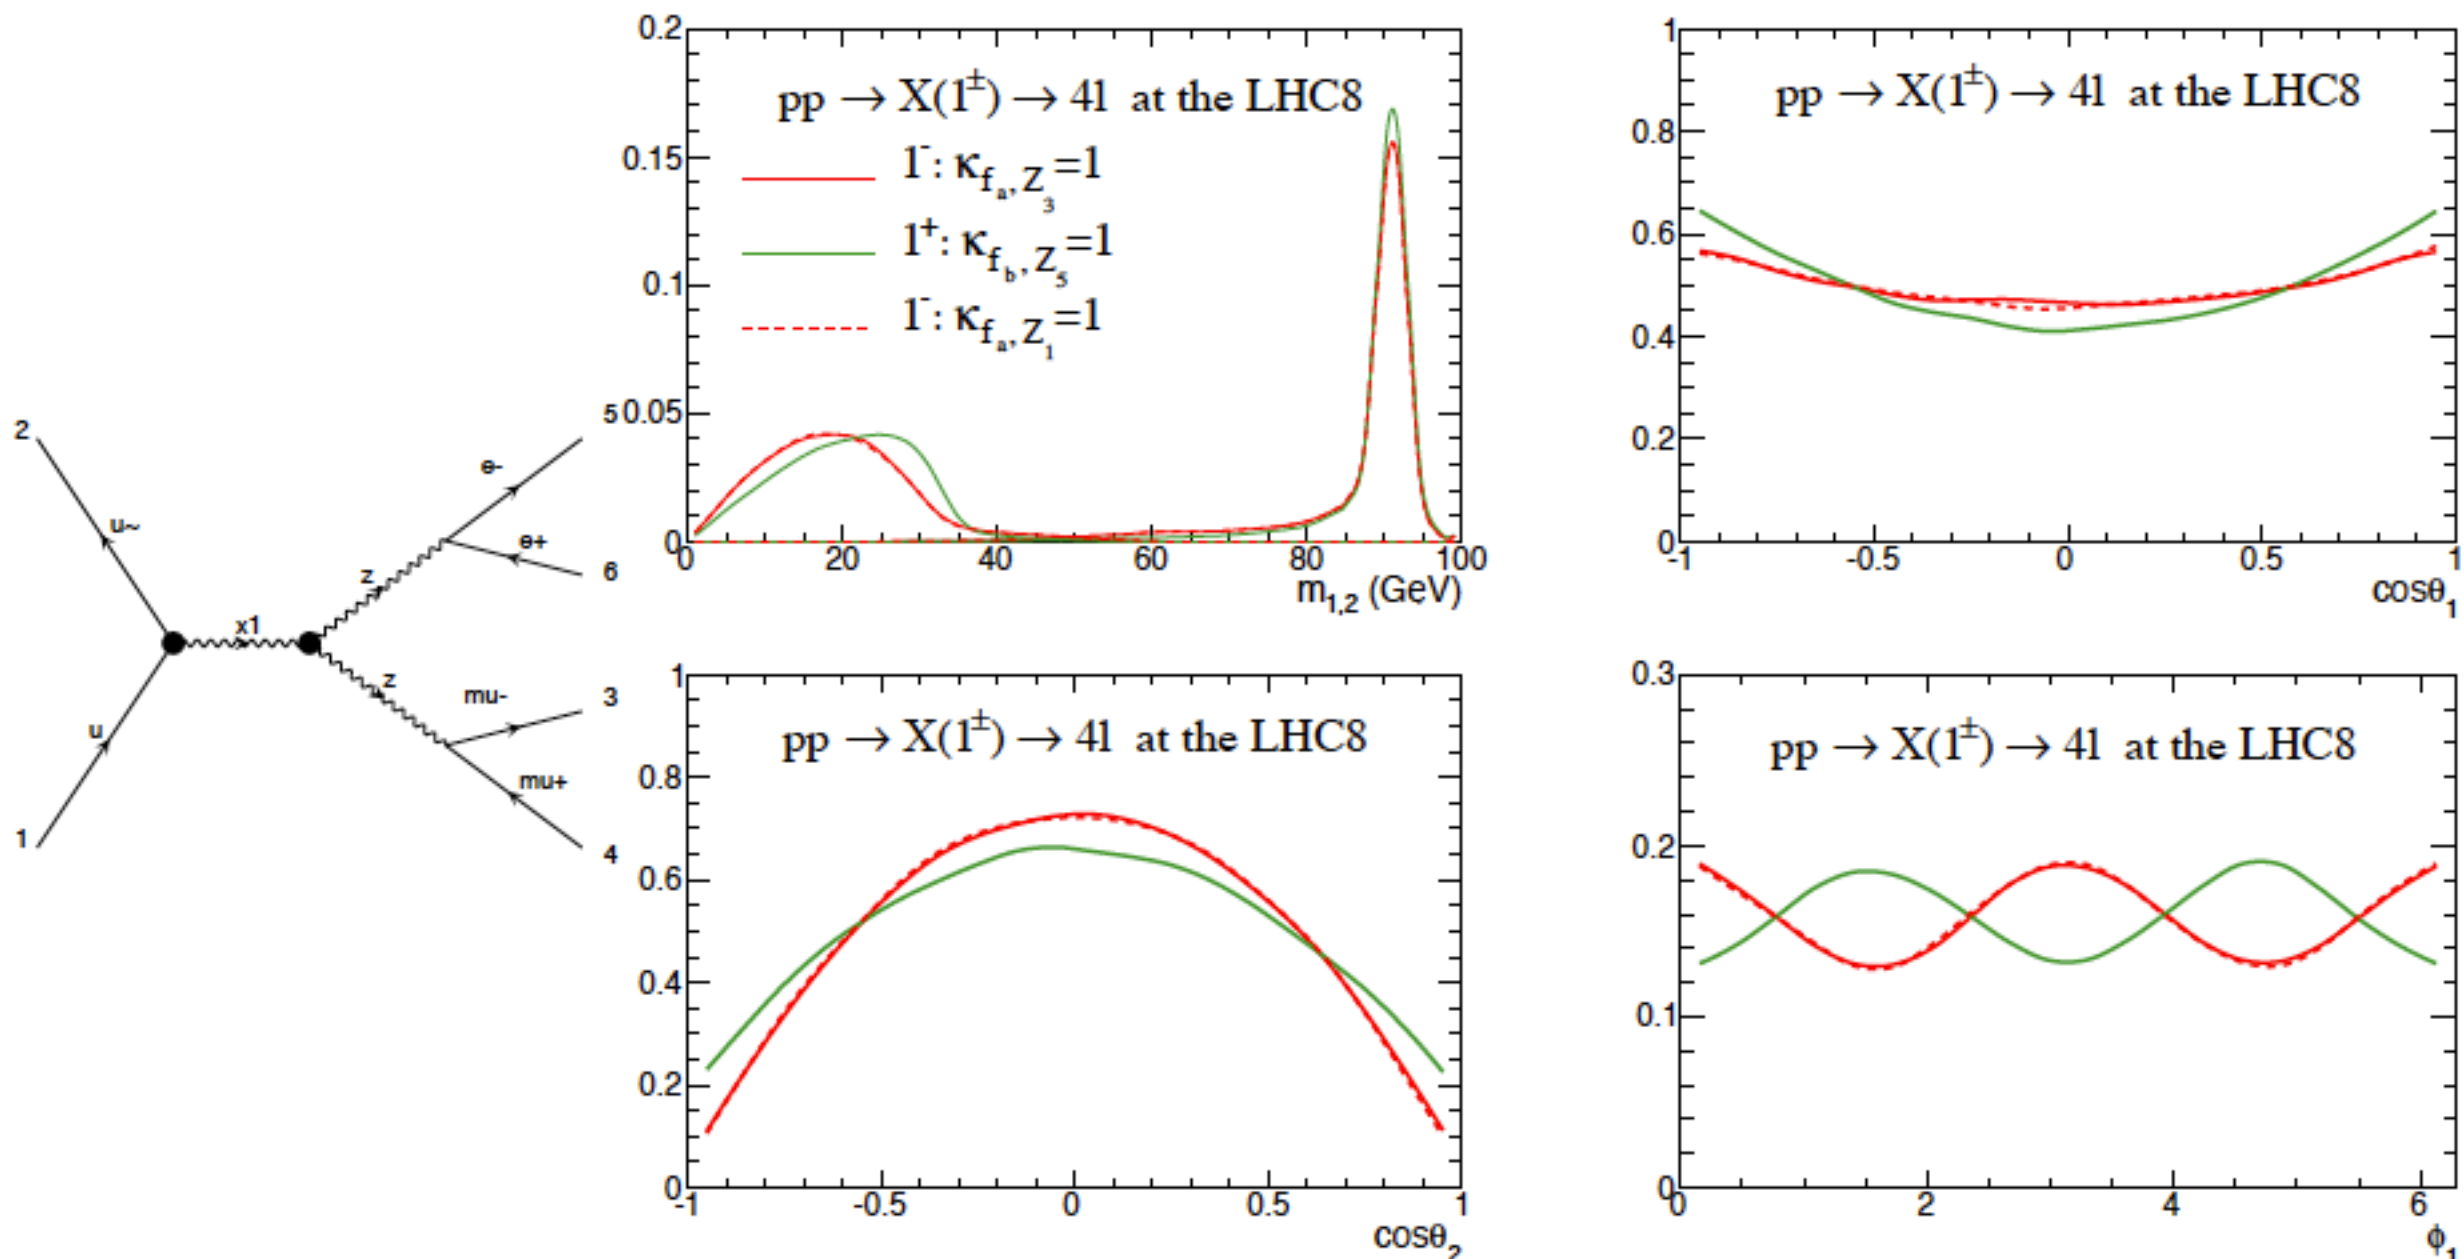 2
u~
u
1
x1
z
z
e-
e+
mu-
mu+
5
6
3
4
0.2
0.15
0.1
0.05
0
0 20 40 60 80 100
m1,2 (GeV)
pp → X(1±) → 4l at the LHC8
1-: κfa, Z3=1
1+: κfb, Z5=1
1-: κfa, Z1=1
1
0.8
0.6
0.4
0.2
0
-1 -0.5 0 0.5 1
cosθ1
pp → X(1±) → 4l at the LHC8
1
0.8
0.6
0.4
0.2
0
-1 -0.5 0 0.5 1
cosθ2
pp → X(1±) → 4l at the LHC8
0.3
0.2
0.1
0
0 2 4 6
ϕ1
pp → X(1±) → 4l at the LHC8